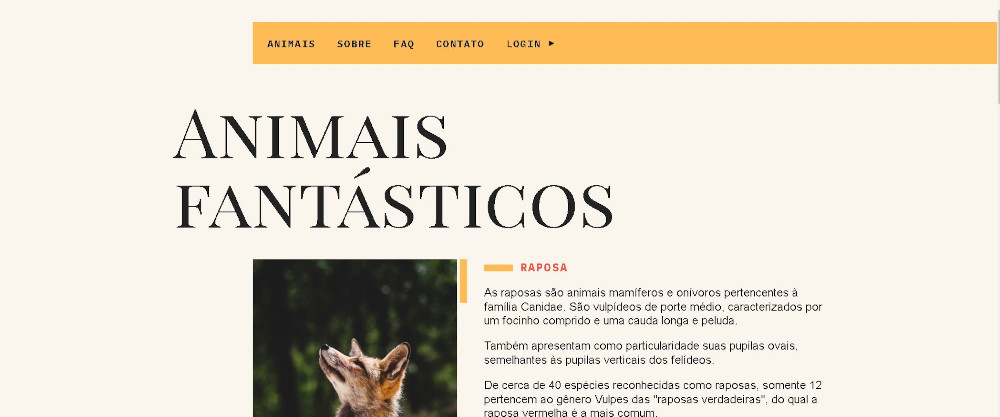 ANIMAIS SOBRE FAQ CONTATO LOGIN ▸
ANIMAIS
FANTÁSTICOS
RAPOSA
As raposas são animais mamíferos e onívoros pertencentes à
família Canidae. São vulpídeos de porte médio, caracterizados por
um focinho comprido e uma cauda longa e peluda.
Também apresentam como particularidade suas pupilas ovais,
semelhantes às pupilas verticais dos felídeos.
De cerca de 40 espécies reconhecidas como raposas, somente 12
pertencem ao gênero Vulpes das "raposas verdadeiras", do qual a
raposa vermelha é a mais comum.